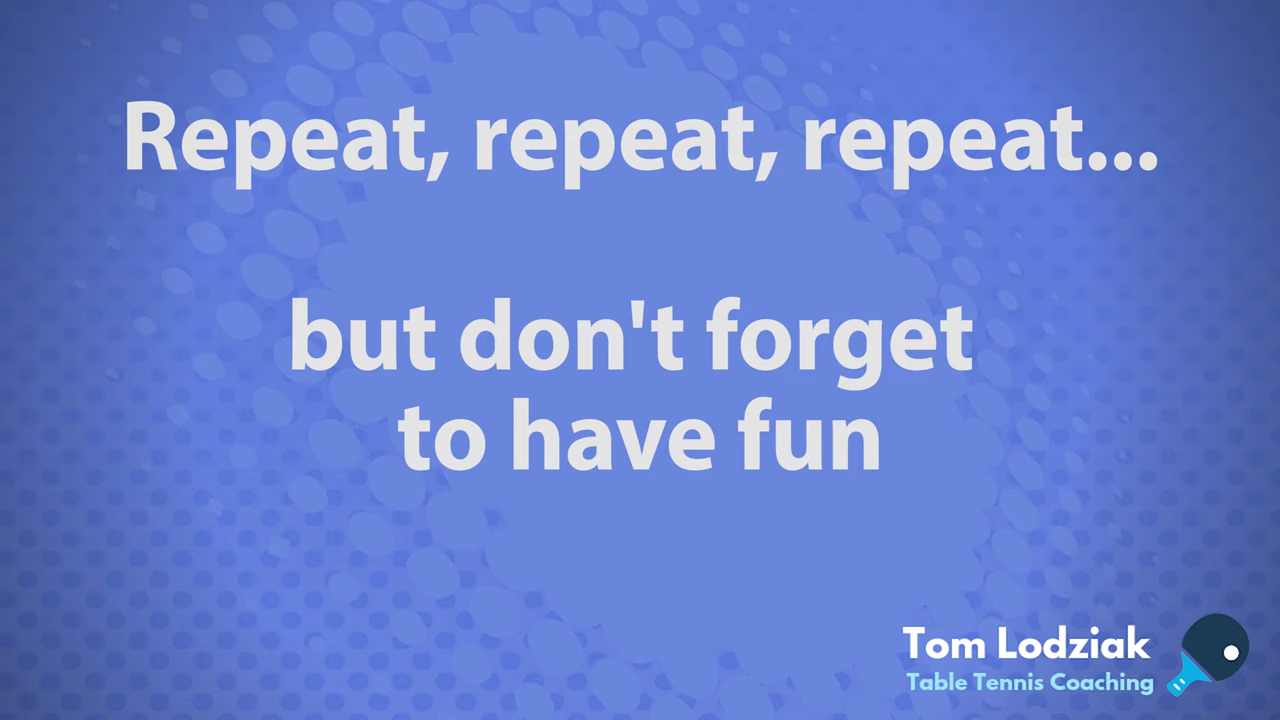 Repeat, repeat, repeat...
but don't forget
to have fun
Tom Lodziak
Table Tennis Coaching